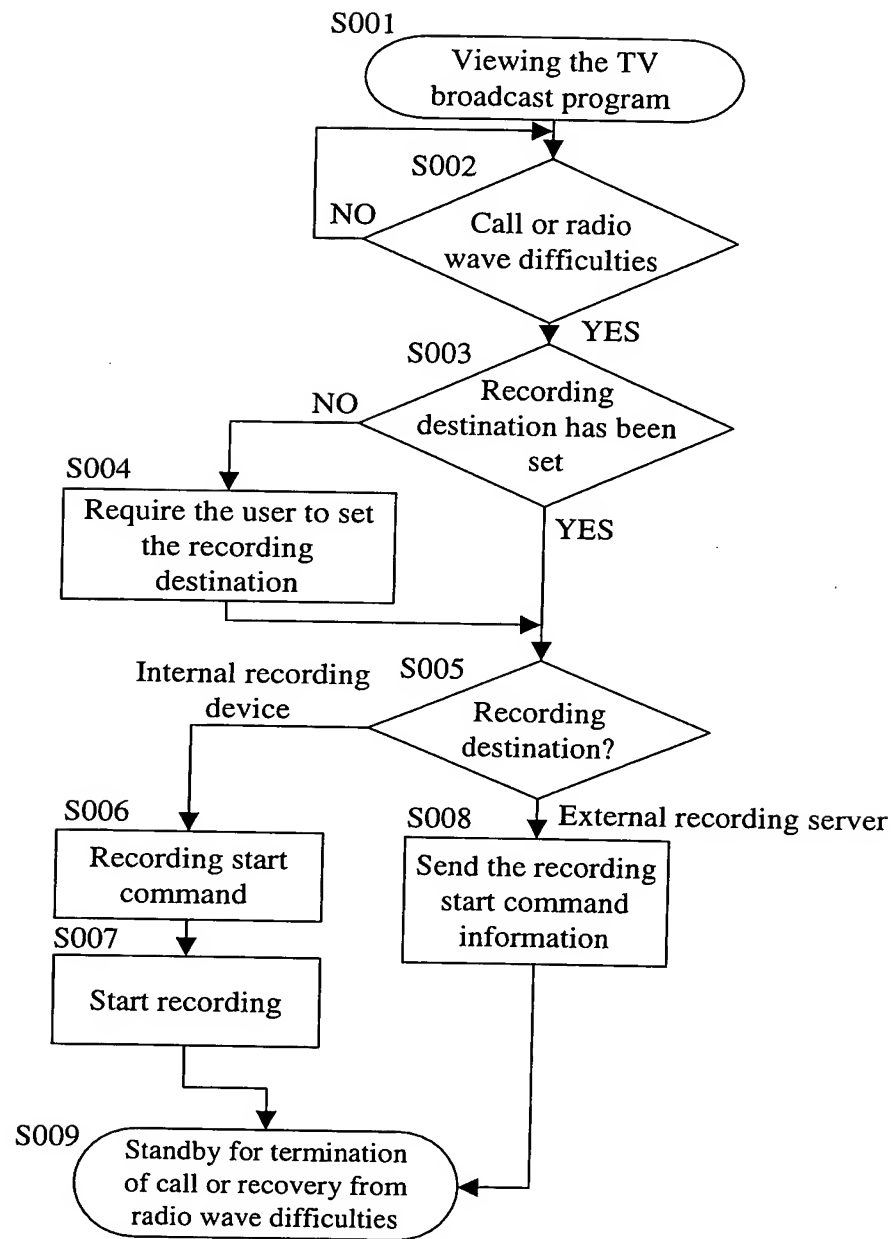 S001
Viewing the TV
broadcast program
S002
NO
Call or radio
wave difficulties
YES
S003
NO
Recording
destination has been
set
S004
YES
Require the user to set
the recording
destination
Internal recording
device
S005
Recording
destination?
S006
S008
External recording server
Recording start
command
Send the recording
start command
information
S007
Start recording
S009
Standby for termination
of call or recovery from
radio wave difficulties